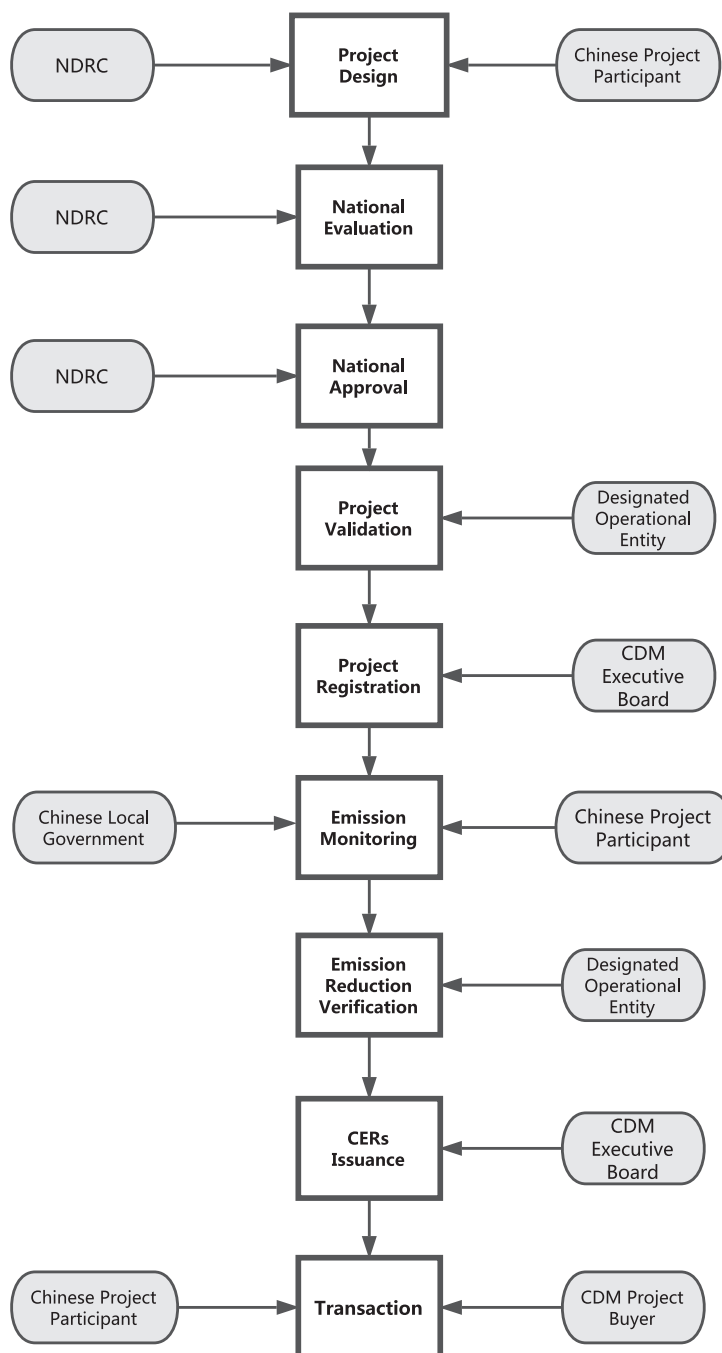 NDRC
Project
Design
Chinese Project
Participant
NDRC
National
Evaluation
NDRC
National
Approval
Project
Validation
Designated
Operational
Entity
Project
Registration
CDM
Executive
Board
Chinese Local
Government
Emission
Monitoring
Chinese Project
Participant
Emission
Reduction
Verification
Designated
Operational
Entity
CERs
Issuance
CDM
Executive
Board
Chinese Project
Participant
Transaction
CDM Project
Buyer